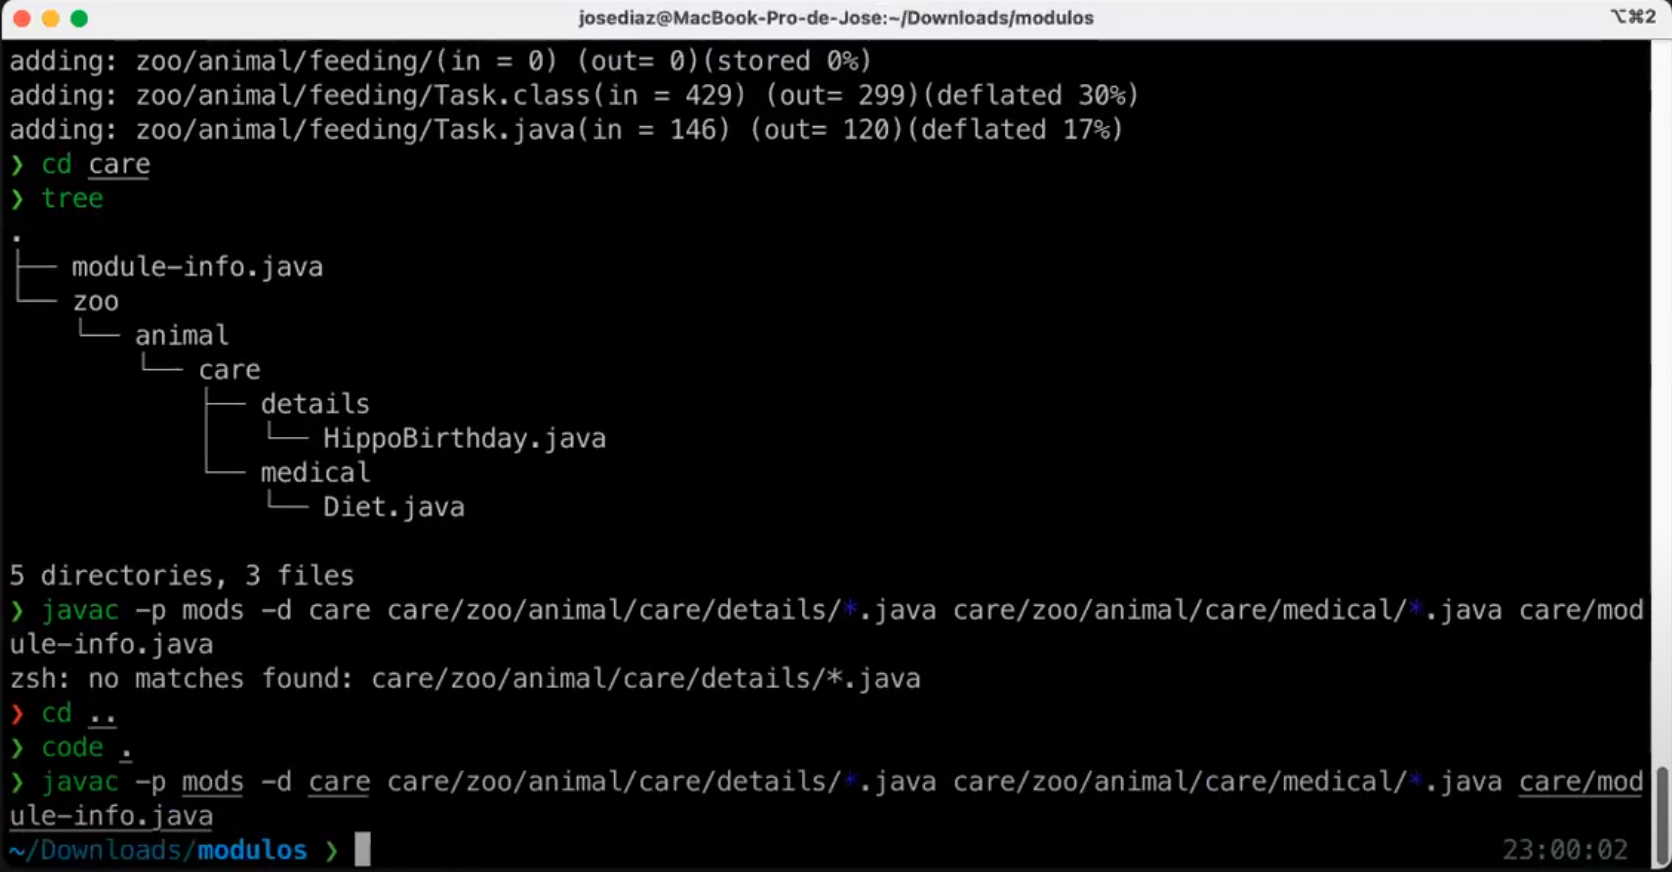 josediaz@MacBook-Pro-de-Jose:~/Downloads/modulos
⌥⌘2
adding: zoo/animal/feeding/(in = 0) (out= 0)(stored 0%)
adding: zoo/animal/feeding/Task.class(in = 429) (out= 299)(deflated 30%)
adding: zoo/animal/feeding/Task.java(in = 146) (out= 120)(deflated 17%)
❯ cd care
❯ tree
.
├── module-info.java
└── zoo
    └── animal
        └── care
            ├── details
            │   └── HippoBirthday.java
            └── medical
                └── Diet.java
5 directories, 3 files
❯ javac -p mods -d care care/zoo/animal/care/details/*.java care/zoo/animal/care/medical/*.java care/mod
ule-info.java
zsh: no matches found: care/zoo/animal/care/details/*.java
❯ cd ..
❯ code .
❯ javac -p mods -d care care/zoo/animal/care/details/*.java care/zoo/animal/care/medical/*.java care/mod
ule-info.java
~/Downloads/modulos ❯
23:00:02